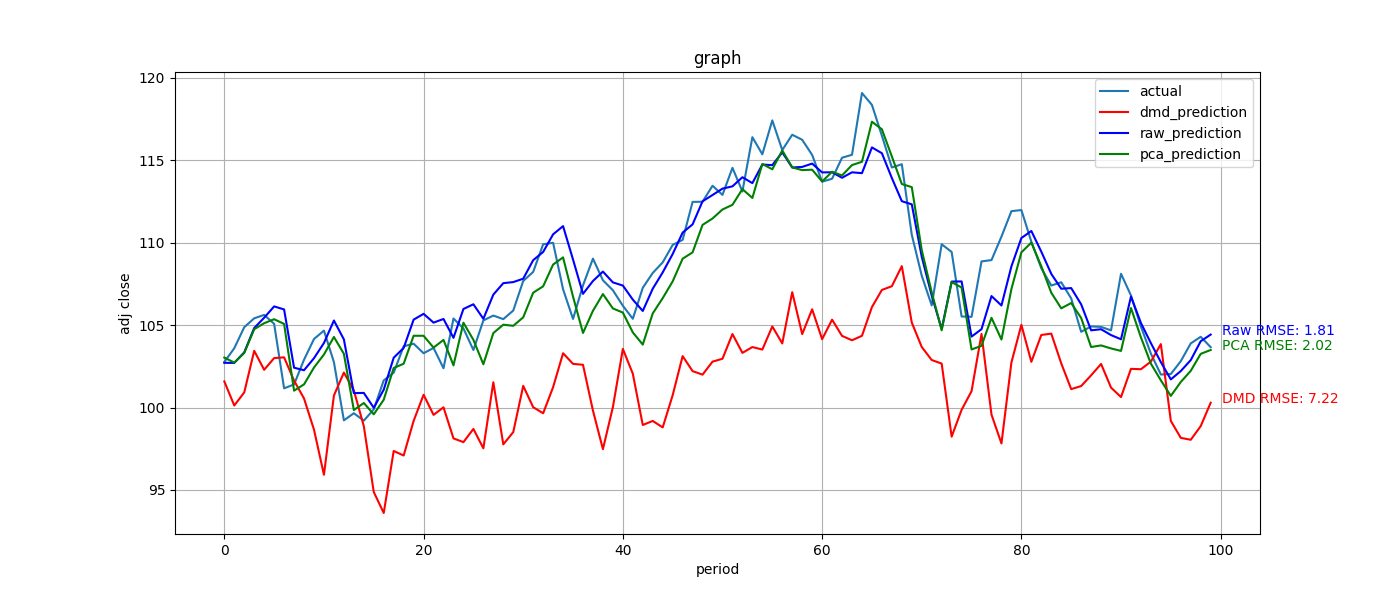 graph
120
115
110
105
100
95
adj close
0 20 40 60 80 100
period
actual
dmd_prediction
raw_prediction
pca_prediction
Raw RMSE: 1.81
PCA RMSE: 2.02
DMD RMSE: 7.22